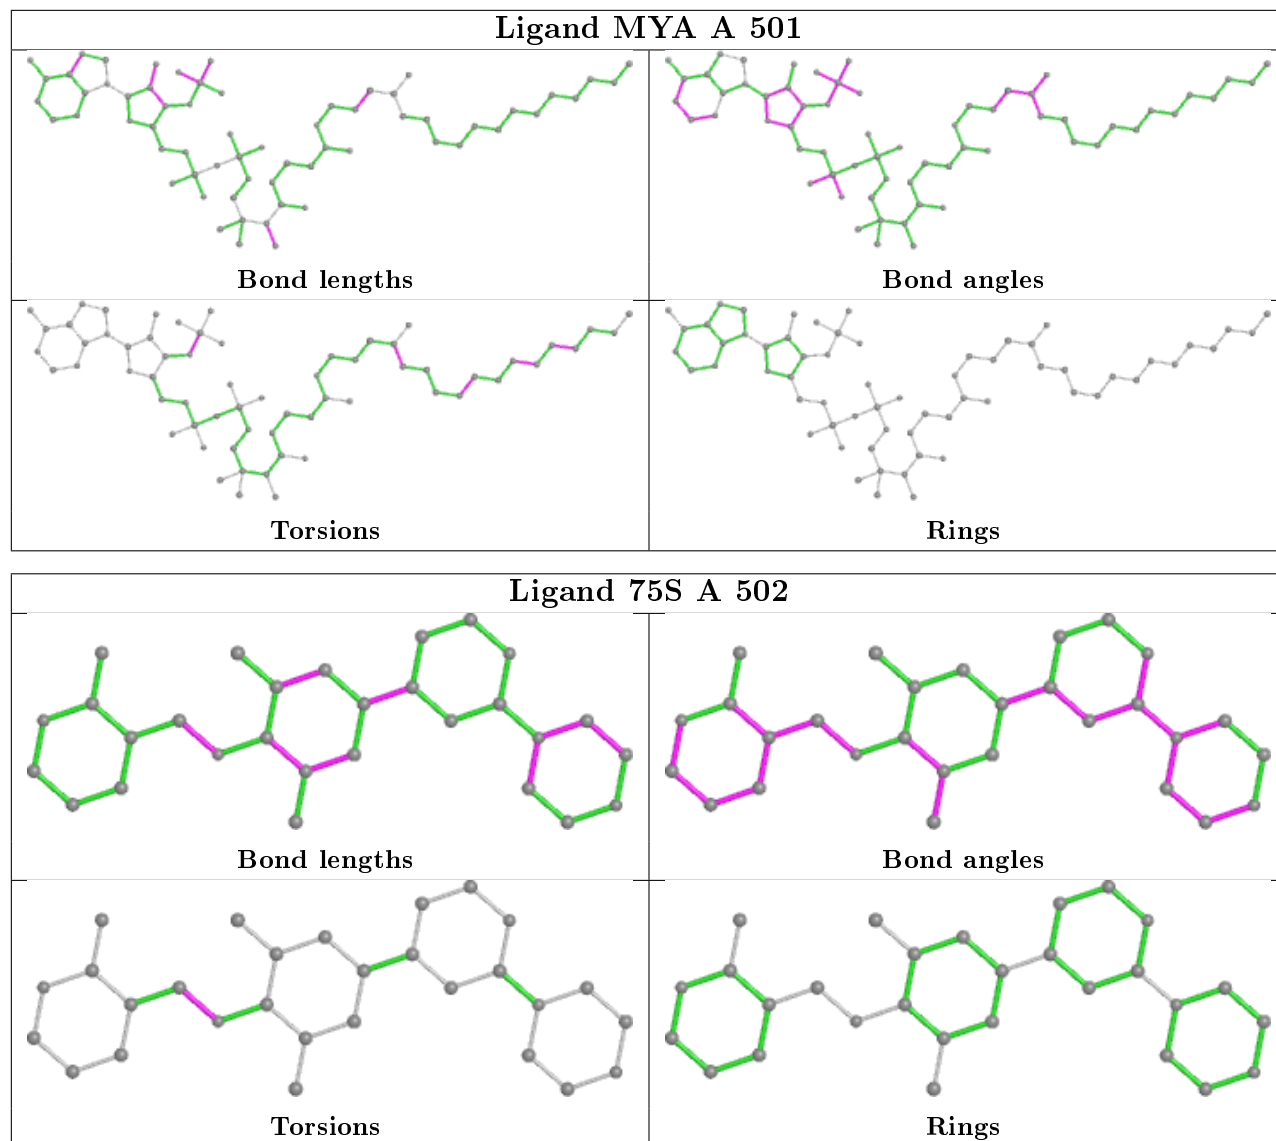 Ligand MYA A 501
Bond lengths
Bond angles
Torsions
Rings
Ligand 75S A 502
Bond lengths
Bond angles
Torsions
Rings